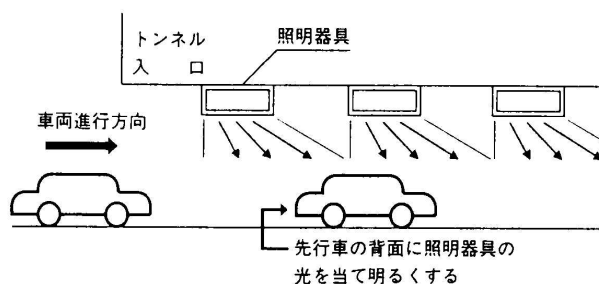 トンネル
入　口
照明器具
車両進行方向
先行車の背面に照明器具の
光を当て明るくする